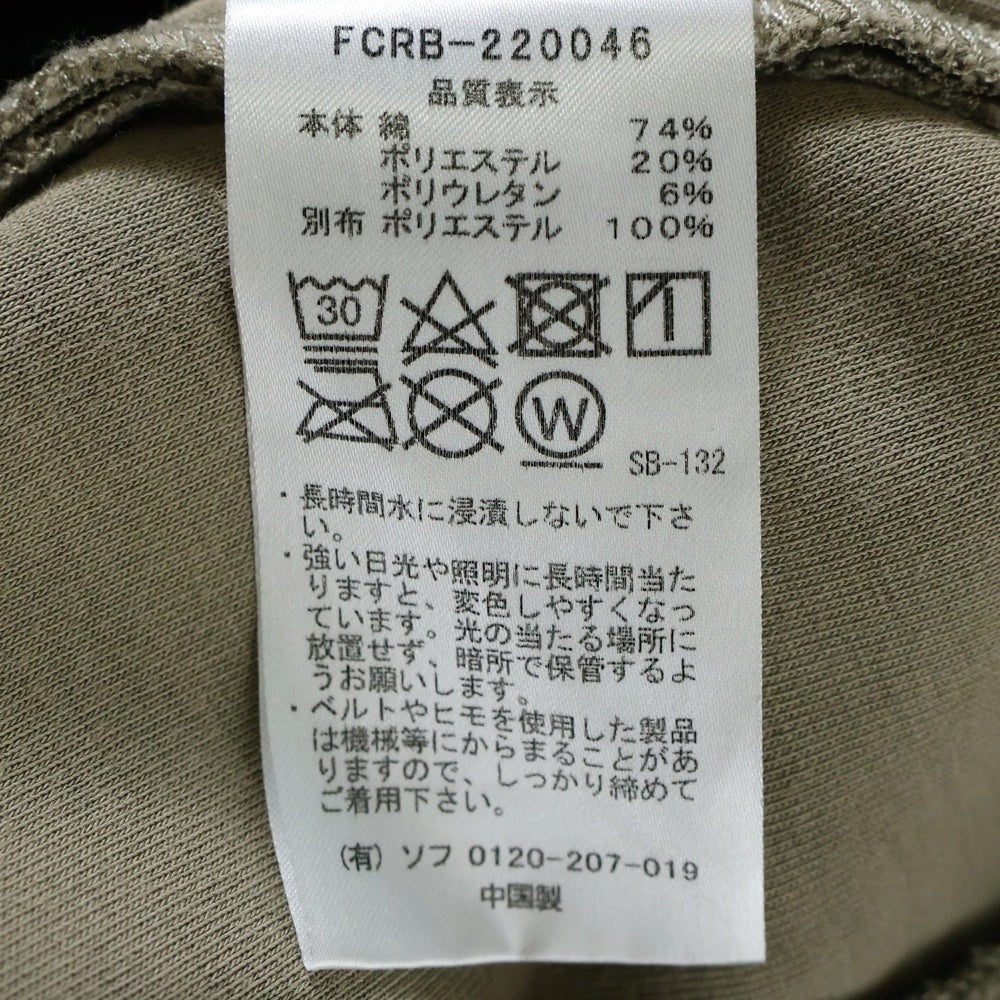 FCRB-220046
品質表示
本体 綿 74%
ポリエステル 20%
ポリウレタン 6%
別布 ポリエステル 100%
30
W
SB-132
・長時間水に浸漬しないで下さ
い。
・強い日光や照明に長時間当た
りますと、変色しやすくなっ
ています。光の当たる場所に
放置せず、暗所で保管するよ
うお願いします。
・ベルトやヒモを使用した製品
は機械等にからまることがあ
りますので、しっかり締めて
ご着用下さい。
(有) ソフ 0120-207-019
中国製